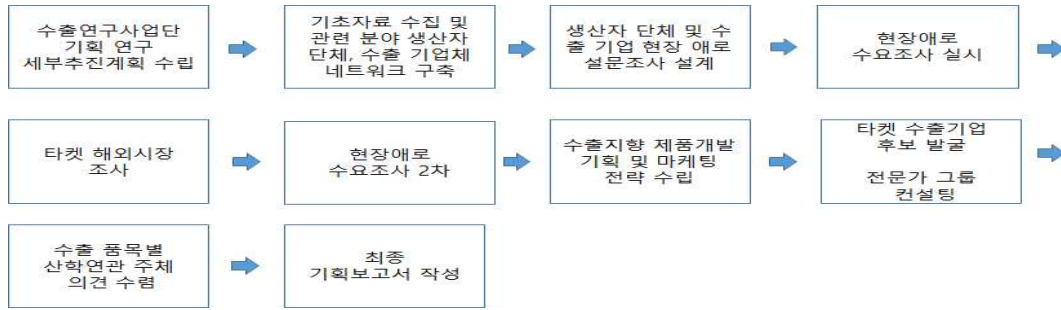 수출연구사업단
기획 연구
세부추진계획 수립
기초자료 수집 및
관련 분야 생산자
단체, 수출 기업체
네트워크 구축
생산자 단체 및 수
출 기업 현장 애로
설문조사 설계
현장애로
수요조사 실시
타켓 해외시장
조사
현장애로
수요조사 2차
수출지향 제품개발
기획 및 마케팅
전략 수립
타켓 수출기업
후보 발굴
전문가 그룹
컨설팅
수출 품목별
산학연관 주체
의견 수렴
최종
기획보고서 작성